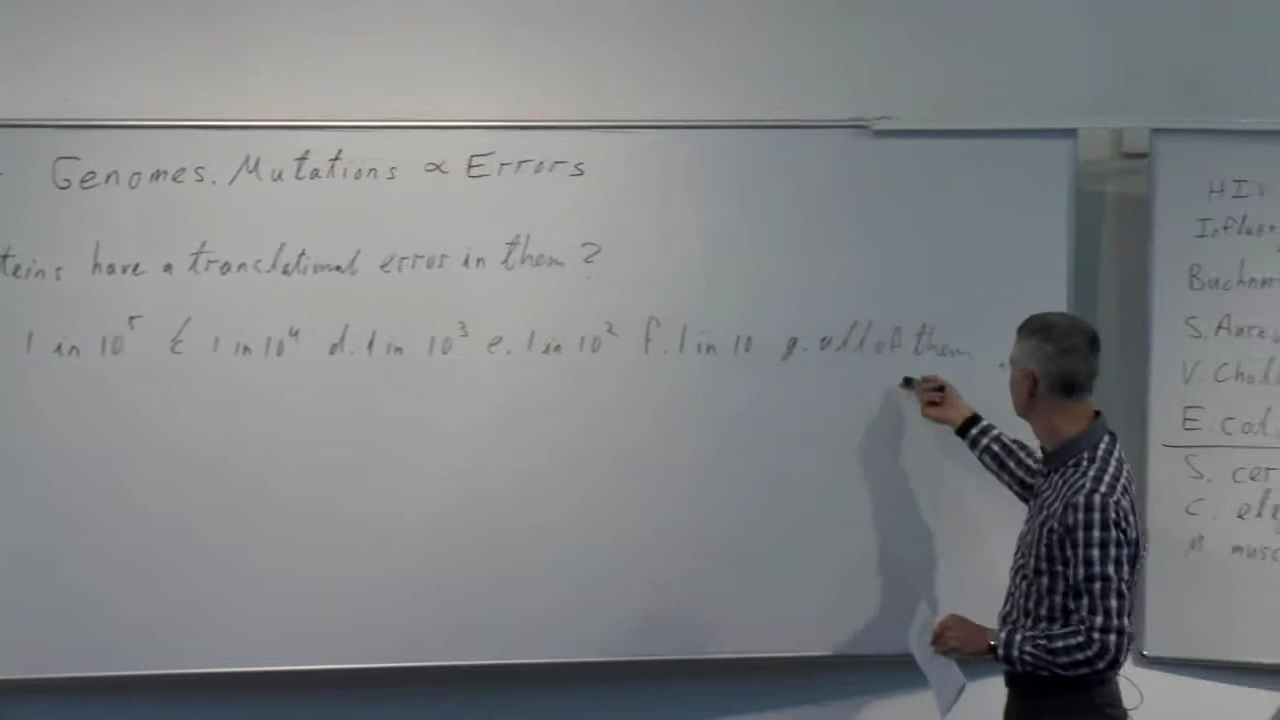 Genomes. Mutations ∝ Errors
teins have a translational error in them?
1 in 10⁵ c 1 in 10⁴ d. 1 in 10³ e. 1 in 10² f. 1 in 10 g. all of them
HI
Influen
Buchner
S. Aure
V. Chol
E. col
S. cer
C. ele
M. musc